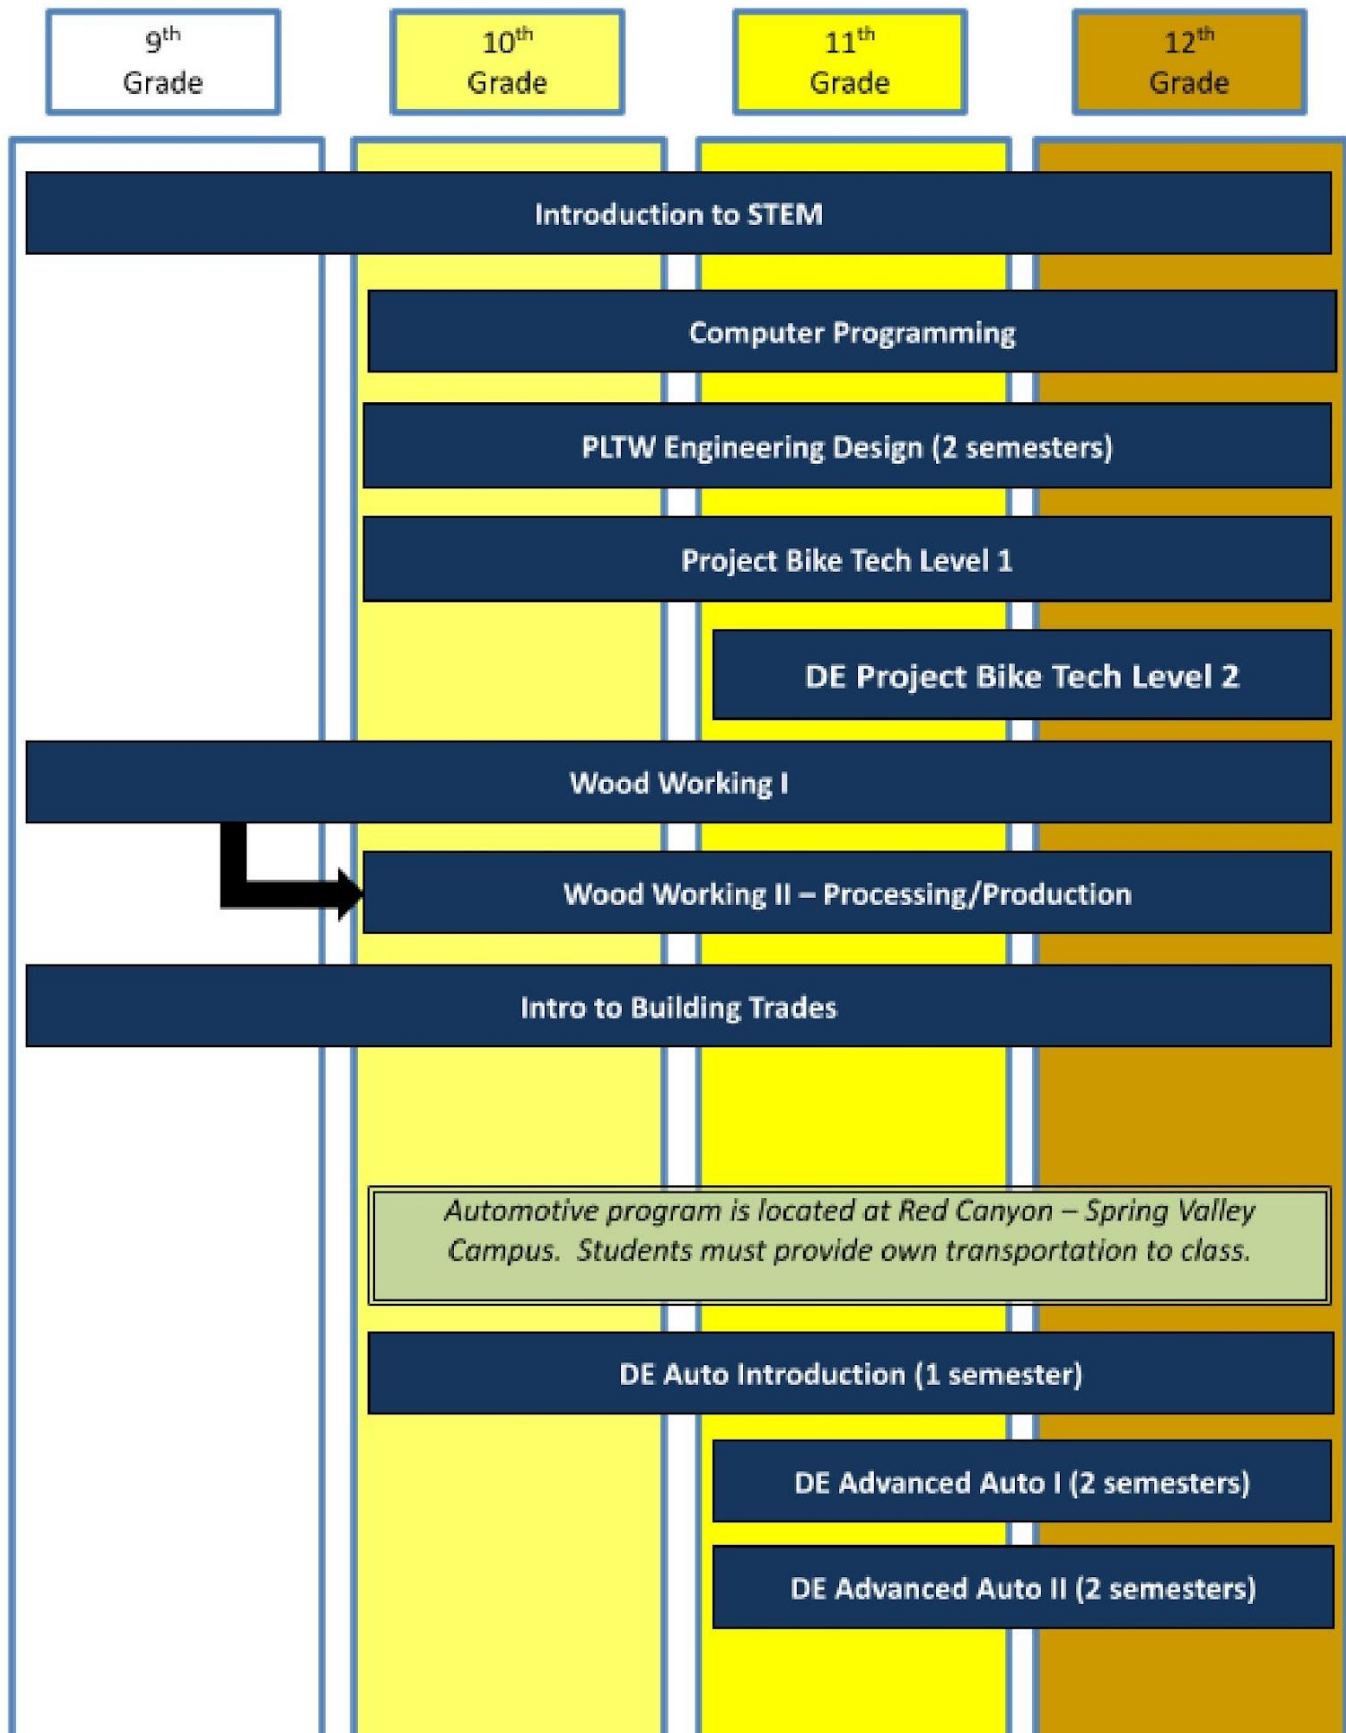 9th
Grade
10th
Grade
11th
Grade
12th
Grade
Introduction to STEM
Computer Programming
PLTW Engineering Design (2 semesters)
Project Bike Tech Level 1
DE Project Bike Tech Level 2
Wood Working I
Wood Working II – Processing/Production
Intro to Building Trades
Automotive program is located at Red Canyon – Spring Valley
Campus.  Students must provide own transportation to class.
DE Auto Introduction (1 semester)
DE Advanced Auto I (2 semesters)
DE Advanced Auto II (2 semesters)